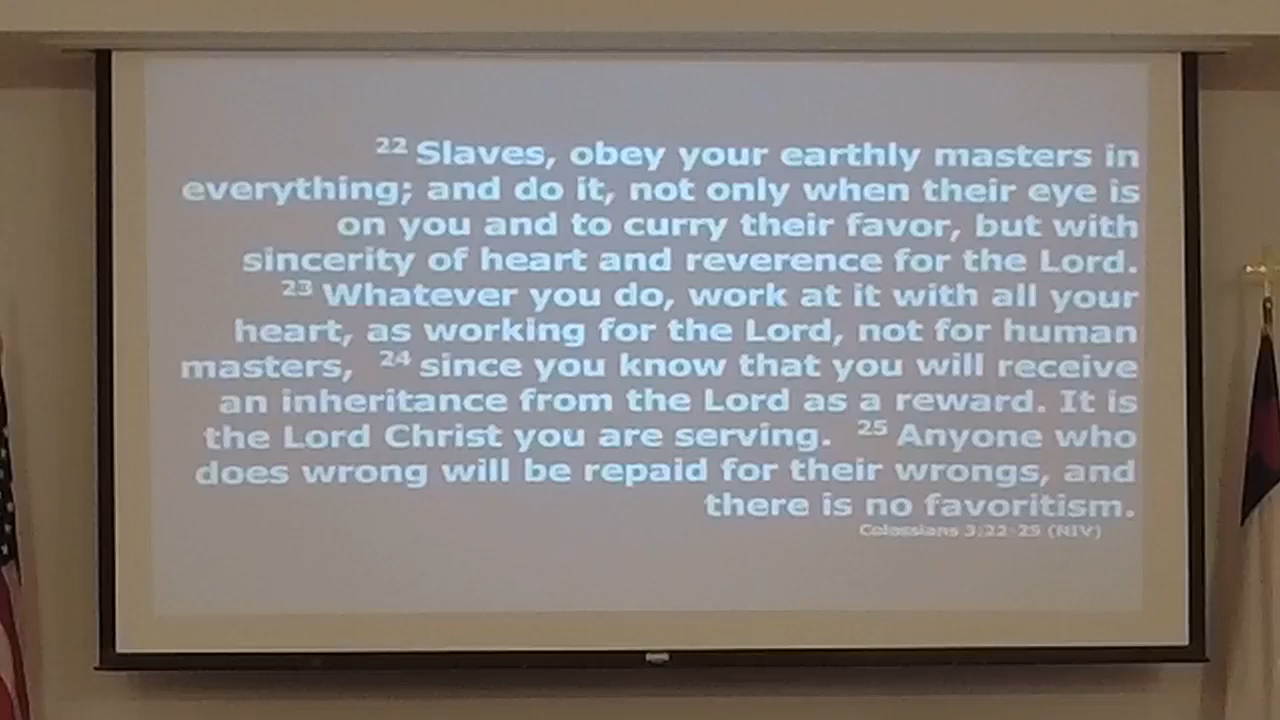 22 Slaves, obey your earthly masters in
everything; and do it, not only when their eye is
on you and to curry their favor, but with
sincerity of heart and reverence for the Lord.
23 Whatever you do, work at it with all your
heart, as working for the Lord, not for human
masters, 24 since you know that you will receive
an inheritance from the Lord as a reward. It is
the Lord Christ you are serving. 25 Anyone who
does wrong will be repaid for their wrongs, and
there is no favoritism.
Colossians 3:22-25 (NIV)